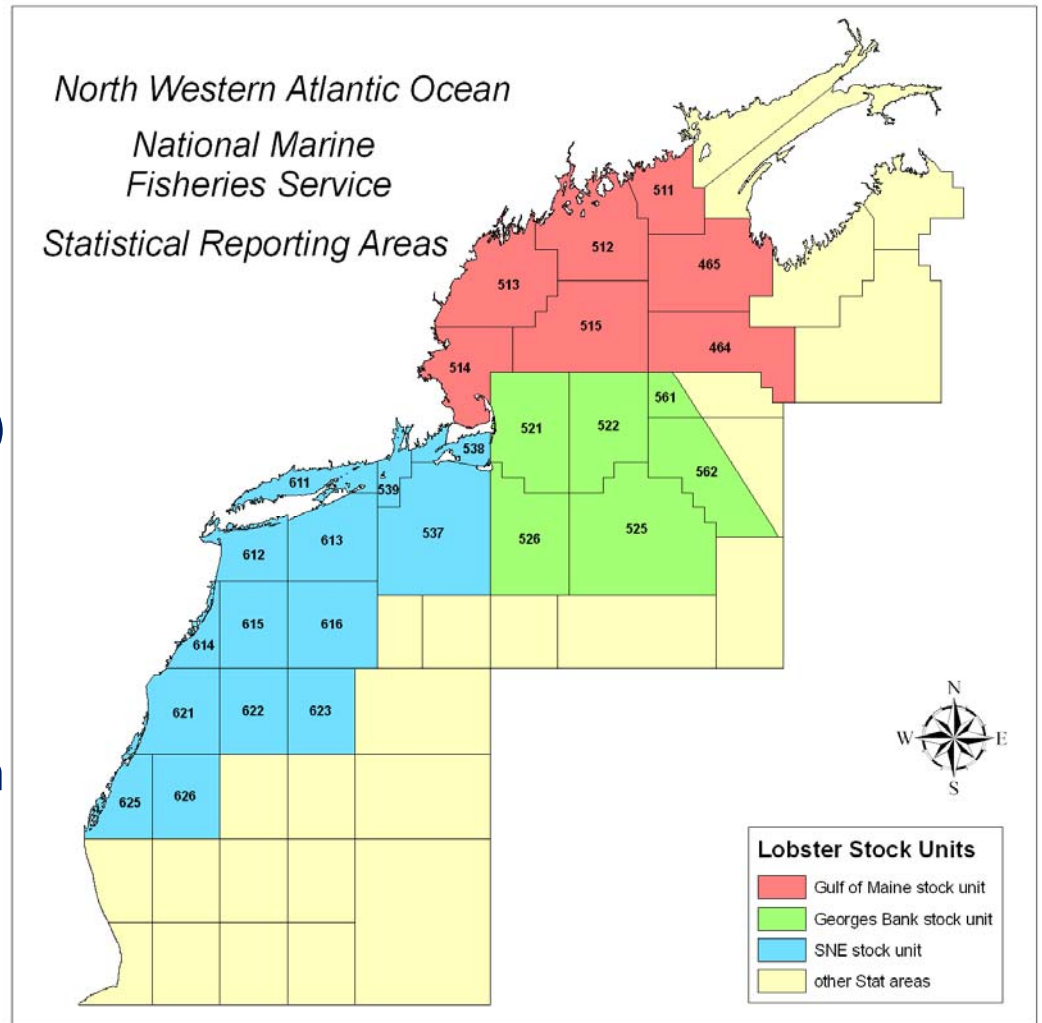 North Western Atlantic Ocean
National Marine
Fisheries Service
Statistical Reporting Areas
511
512
465
513
515
464
514
561
521
522
538
562
611
539
537
526
525
613
612
615
616
614
621
622
623
625
626
N
W
E
S
Lobster Stock Units
Gulf of Maine stock unit
Georges Bank stock unit
SNE stock unit
other Stat areas